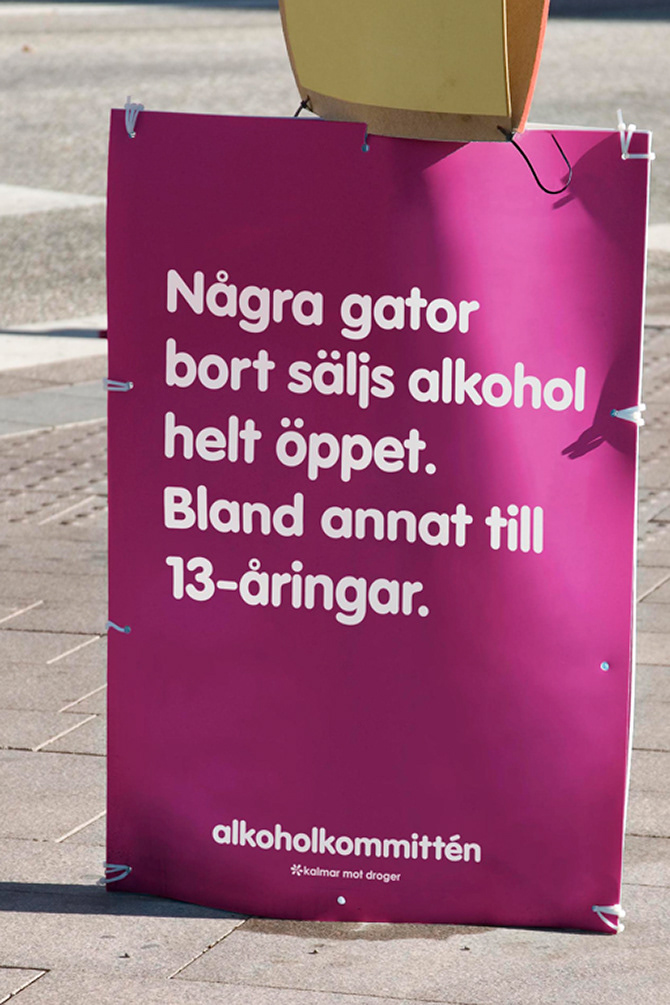 Några gator
bort säljs alkohol
helt öppet.
Bland annat till
13-åringar.
alkoholkommittén
kalmar mot droger